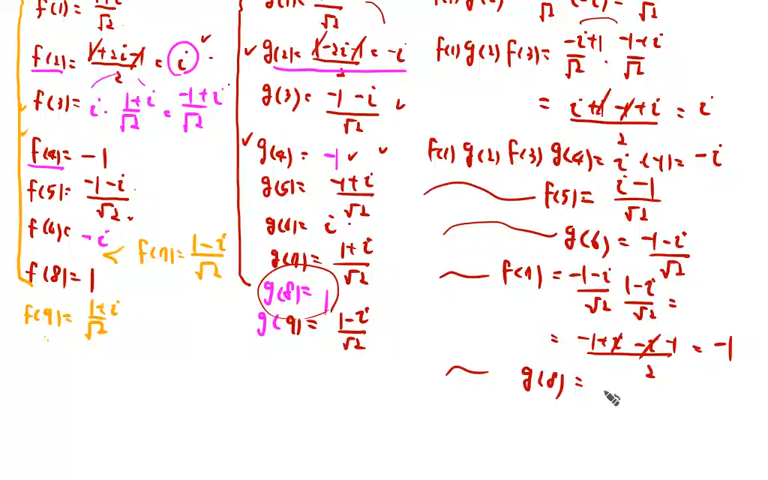 f(1)= 1+i/√2
f(2)= 1+2i-1/2 = i
f(3)= i · 1+i/√2 = -1+i/√2
f(4)= -1
f(5)= -1-i/√2
f(6)= -i
f(7)= 1-i/√2
f(8)= 1
f(9)= 1+i/√2
√2
g(2)= 1-2i-1/2 = -i
g(3)= -1-i/√2
g(4)= -1
g(5)= -1+i/√2
g(6)= i
g(7)= 1+i/√2
g(8)= 1
g(9)= 1-i/√2
f(1) g(2) f(3) = -i+1/√2 · -1+i/√2
= i+1-1+i/2 = i
f(1) g(2) f(3) g(4)= i (-1) = -i
f(5)= i-1/√2
g(6) = -1-i/√2
f(7) = -1-i/√2 1-i/√2 =
= -1+i-i-1/2 = -1
g(8) =